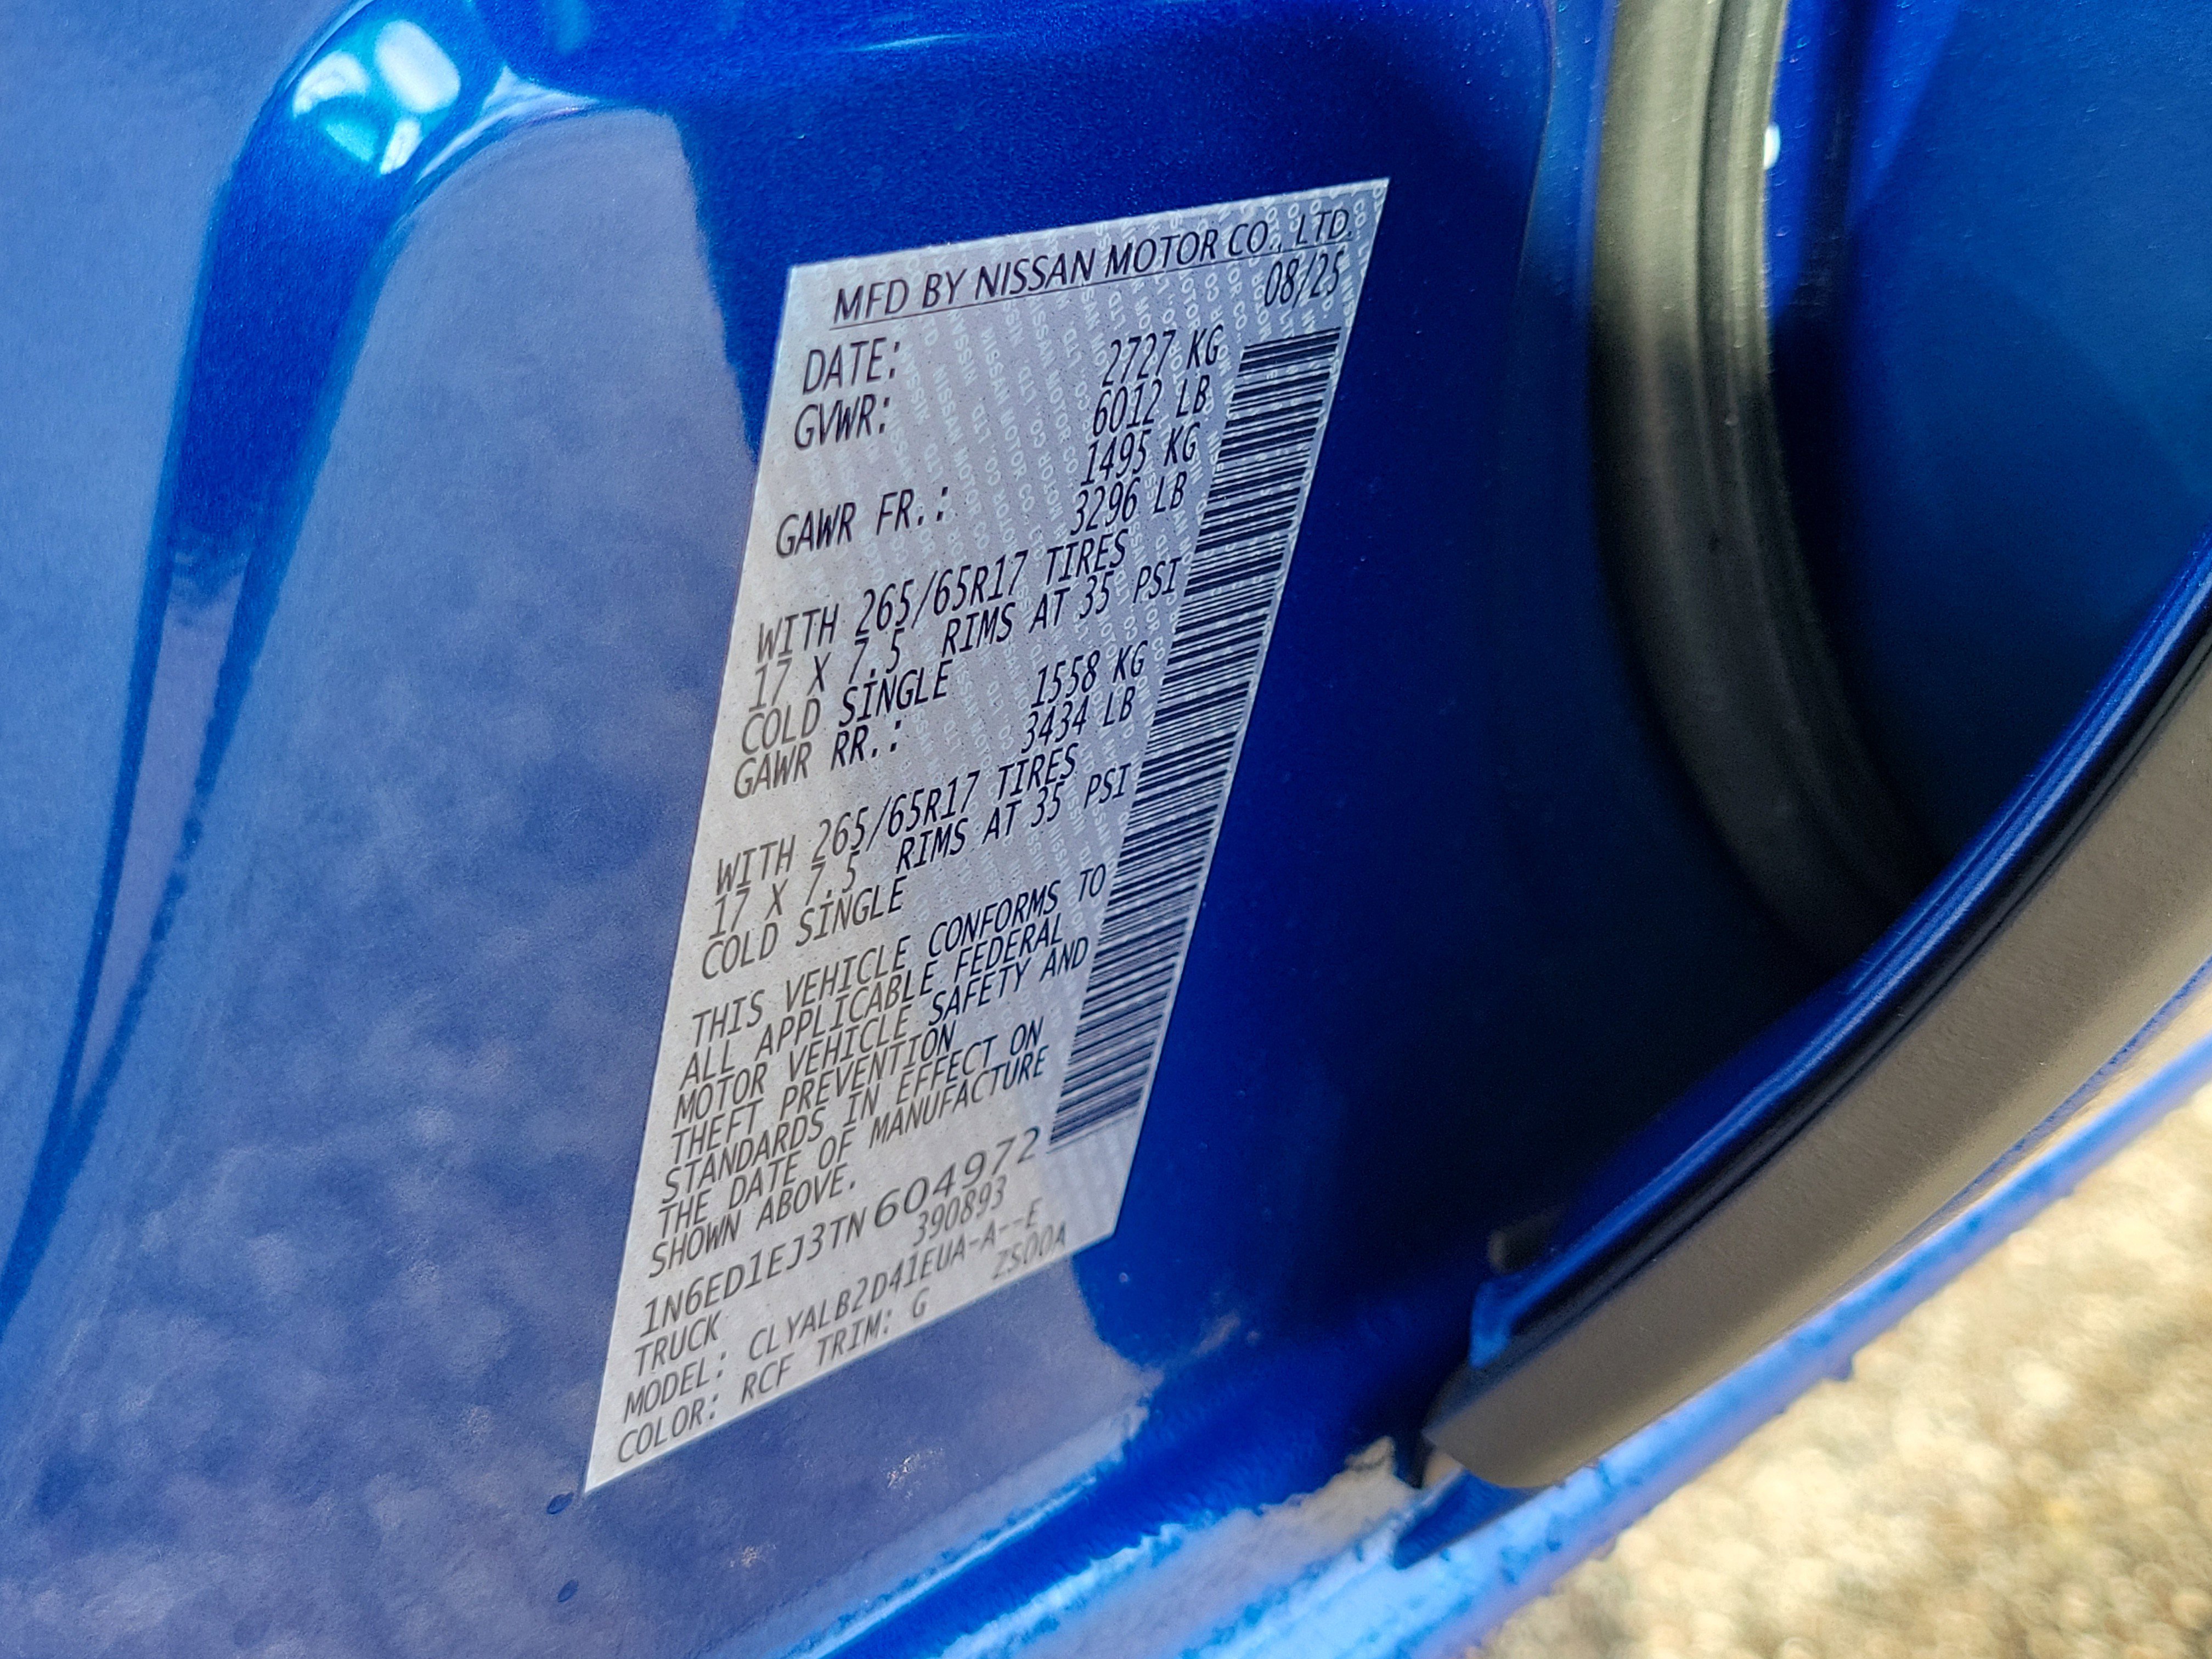 MFD BY NISSAN MOTOR CO., LTD.
DATE: 08/25
GVWR: 2727 KG
6012 LB
GAWR FR.: 1495 KG
3296 LB
WITH 265/65R17 TIRES
17 X 7.5 RIMS AT 35 PSI
COLD SINGLE
GAWR RR.: 1558 KG
3434 LB
WITH 265/65R17 TIRES
17 X 7.5 RIMS AT 35 PSI
COLD SINGLE
THIS VEHICLE CONFORMS TO
ALL APPLICABLE FEDERAL
MOTOR VEHICLE SAFETY AND
THEFT PREVENTION
STANDARDS IN EFFECT ON
THE DATE OF MANUFACTURE
SHOWN ABOVE.
1N6ED1EJ3TN604972
TRUCK 390893
MODEL: CLYALB2D41EUA-A--E
COLOR: RCF TRIM: G ZS00A